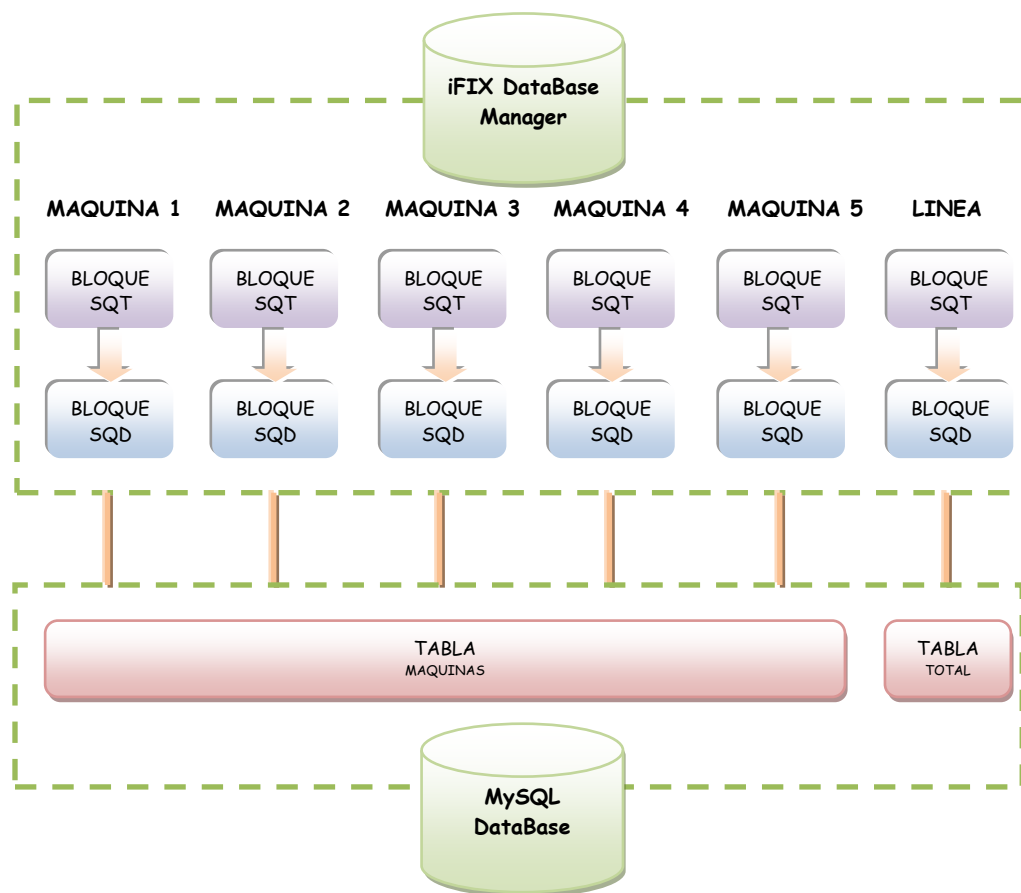 iFIX DataBase
Manager
MAQUINA 1
MAQUINA 2
MAQUINA 3
MAQUINA 4
MAQUINA 5
LINEA
BLOQUE
SQT
BLOQUE
SQT
BLOQUE
SQT
BLOQUE
SQT
BLOQUE
SQT
BLOQUE
SQT
BLOQUE
SQD
BLOQUE
SQD
BLOQUE
SQD
BLOQUE
SQD
BLOQUE
SQD
BLOQUE
SQD
TABLA
MAQUINAS
TABLA
TOTAL
MySQL
DataBase